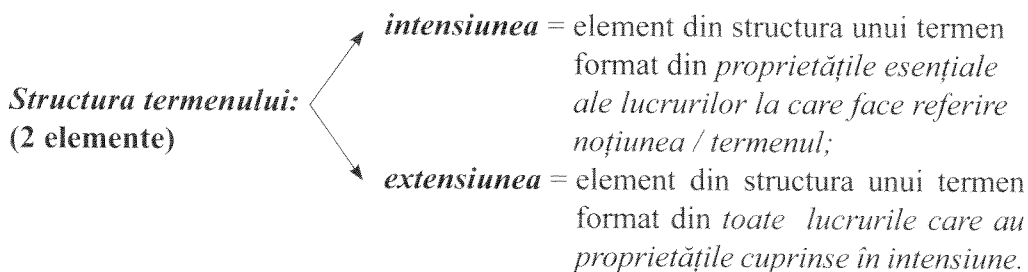 intensiunea = element din structura unui termen
format din proprietățile esențiale
ale lucrurilor la care face referire
noțiunea / termenul;
Structura termenului:
(2 elemente)
extensiunea = element din structura unui termen
format din toate lucrurile care au
proprietățile cuprinse în intensiune.